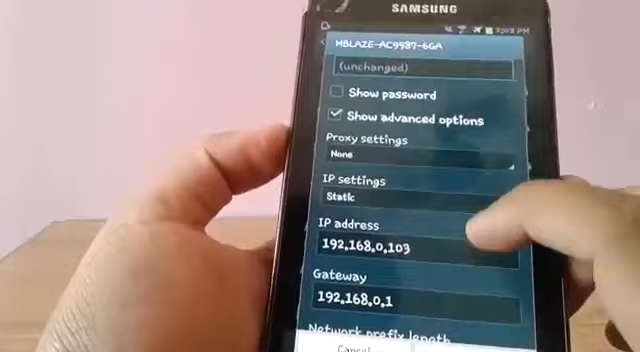 SAMSUNG
MBLAZE-AC9987-6GA
(unchanged)
Show password
Show advanced options
Proxy settings
None
IP settings
Static
IP address
192.168.0.103
Gateway
192.168.0.1
Network prefix length
Cancel